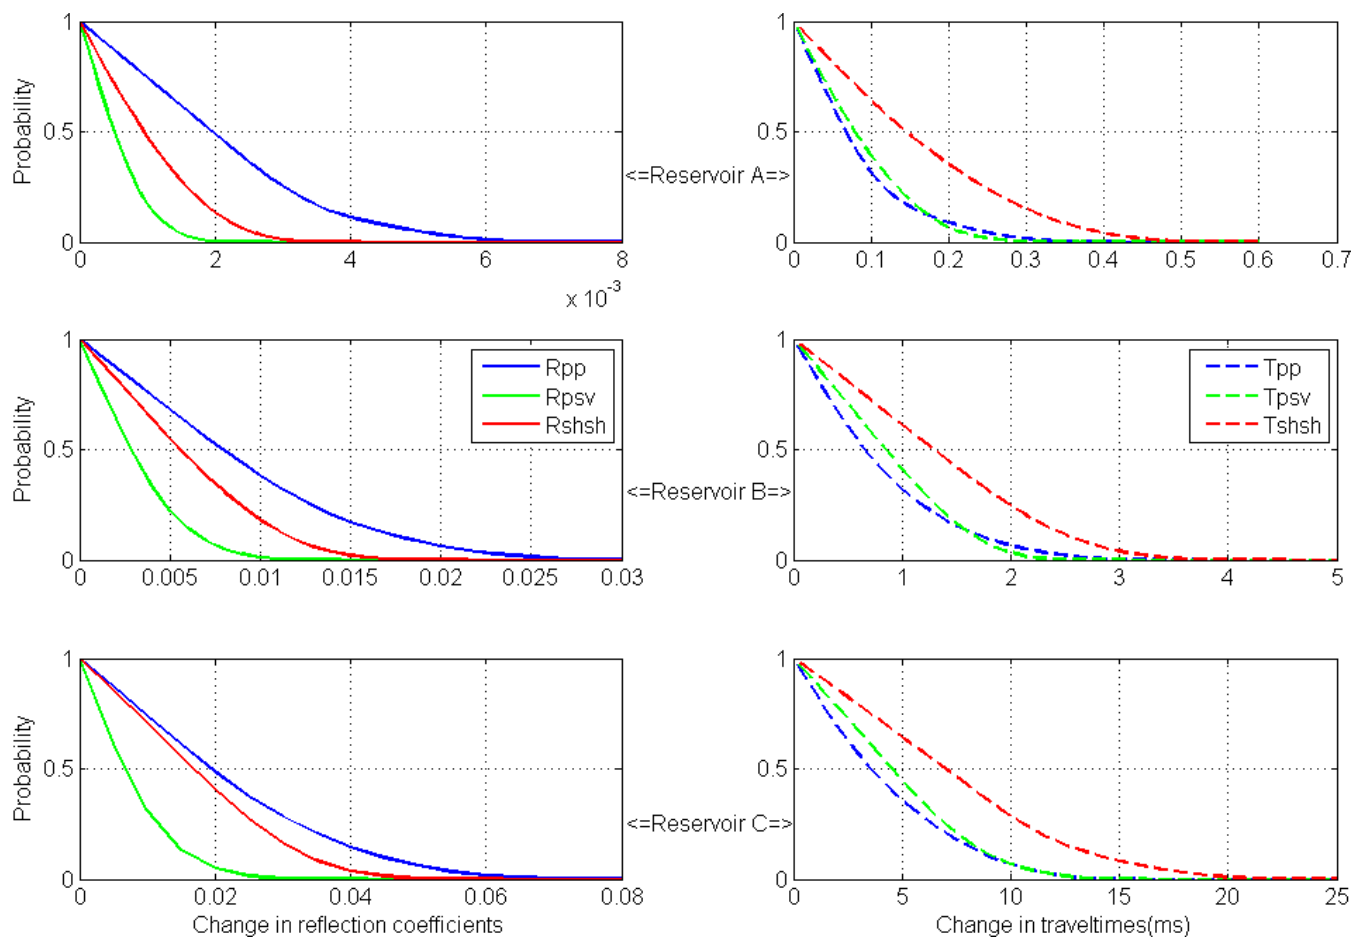 1
0.5
0
Probability
0 2 4 6 8
x 10^-3
<=Reservoir A=>
1
0.5
0
0 0.1 0.2 0.3 0.4 0.5 0.6 0.7
1
0.5
0
Probability
0 0.005 0.01 0.015 0.02 0.025 0.03
Rpp
Rpsv
Rshsh
<=Reservoir B=>
1
0.5
0
0 1 2 3 4 5
Tpp
Tpsv
Tshsh
1
0.5
0
Probability
0 0.02 0.04 0.06 0.08
Change in reflection coefficients
<=Reservoir C=>
1
0.5
0
0 5 10 15 20 25
Change in traveltimes(ms)